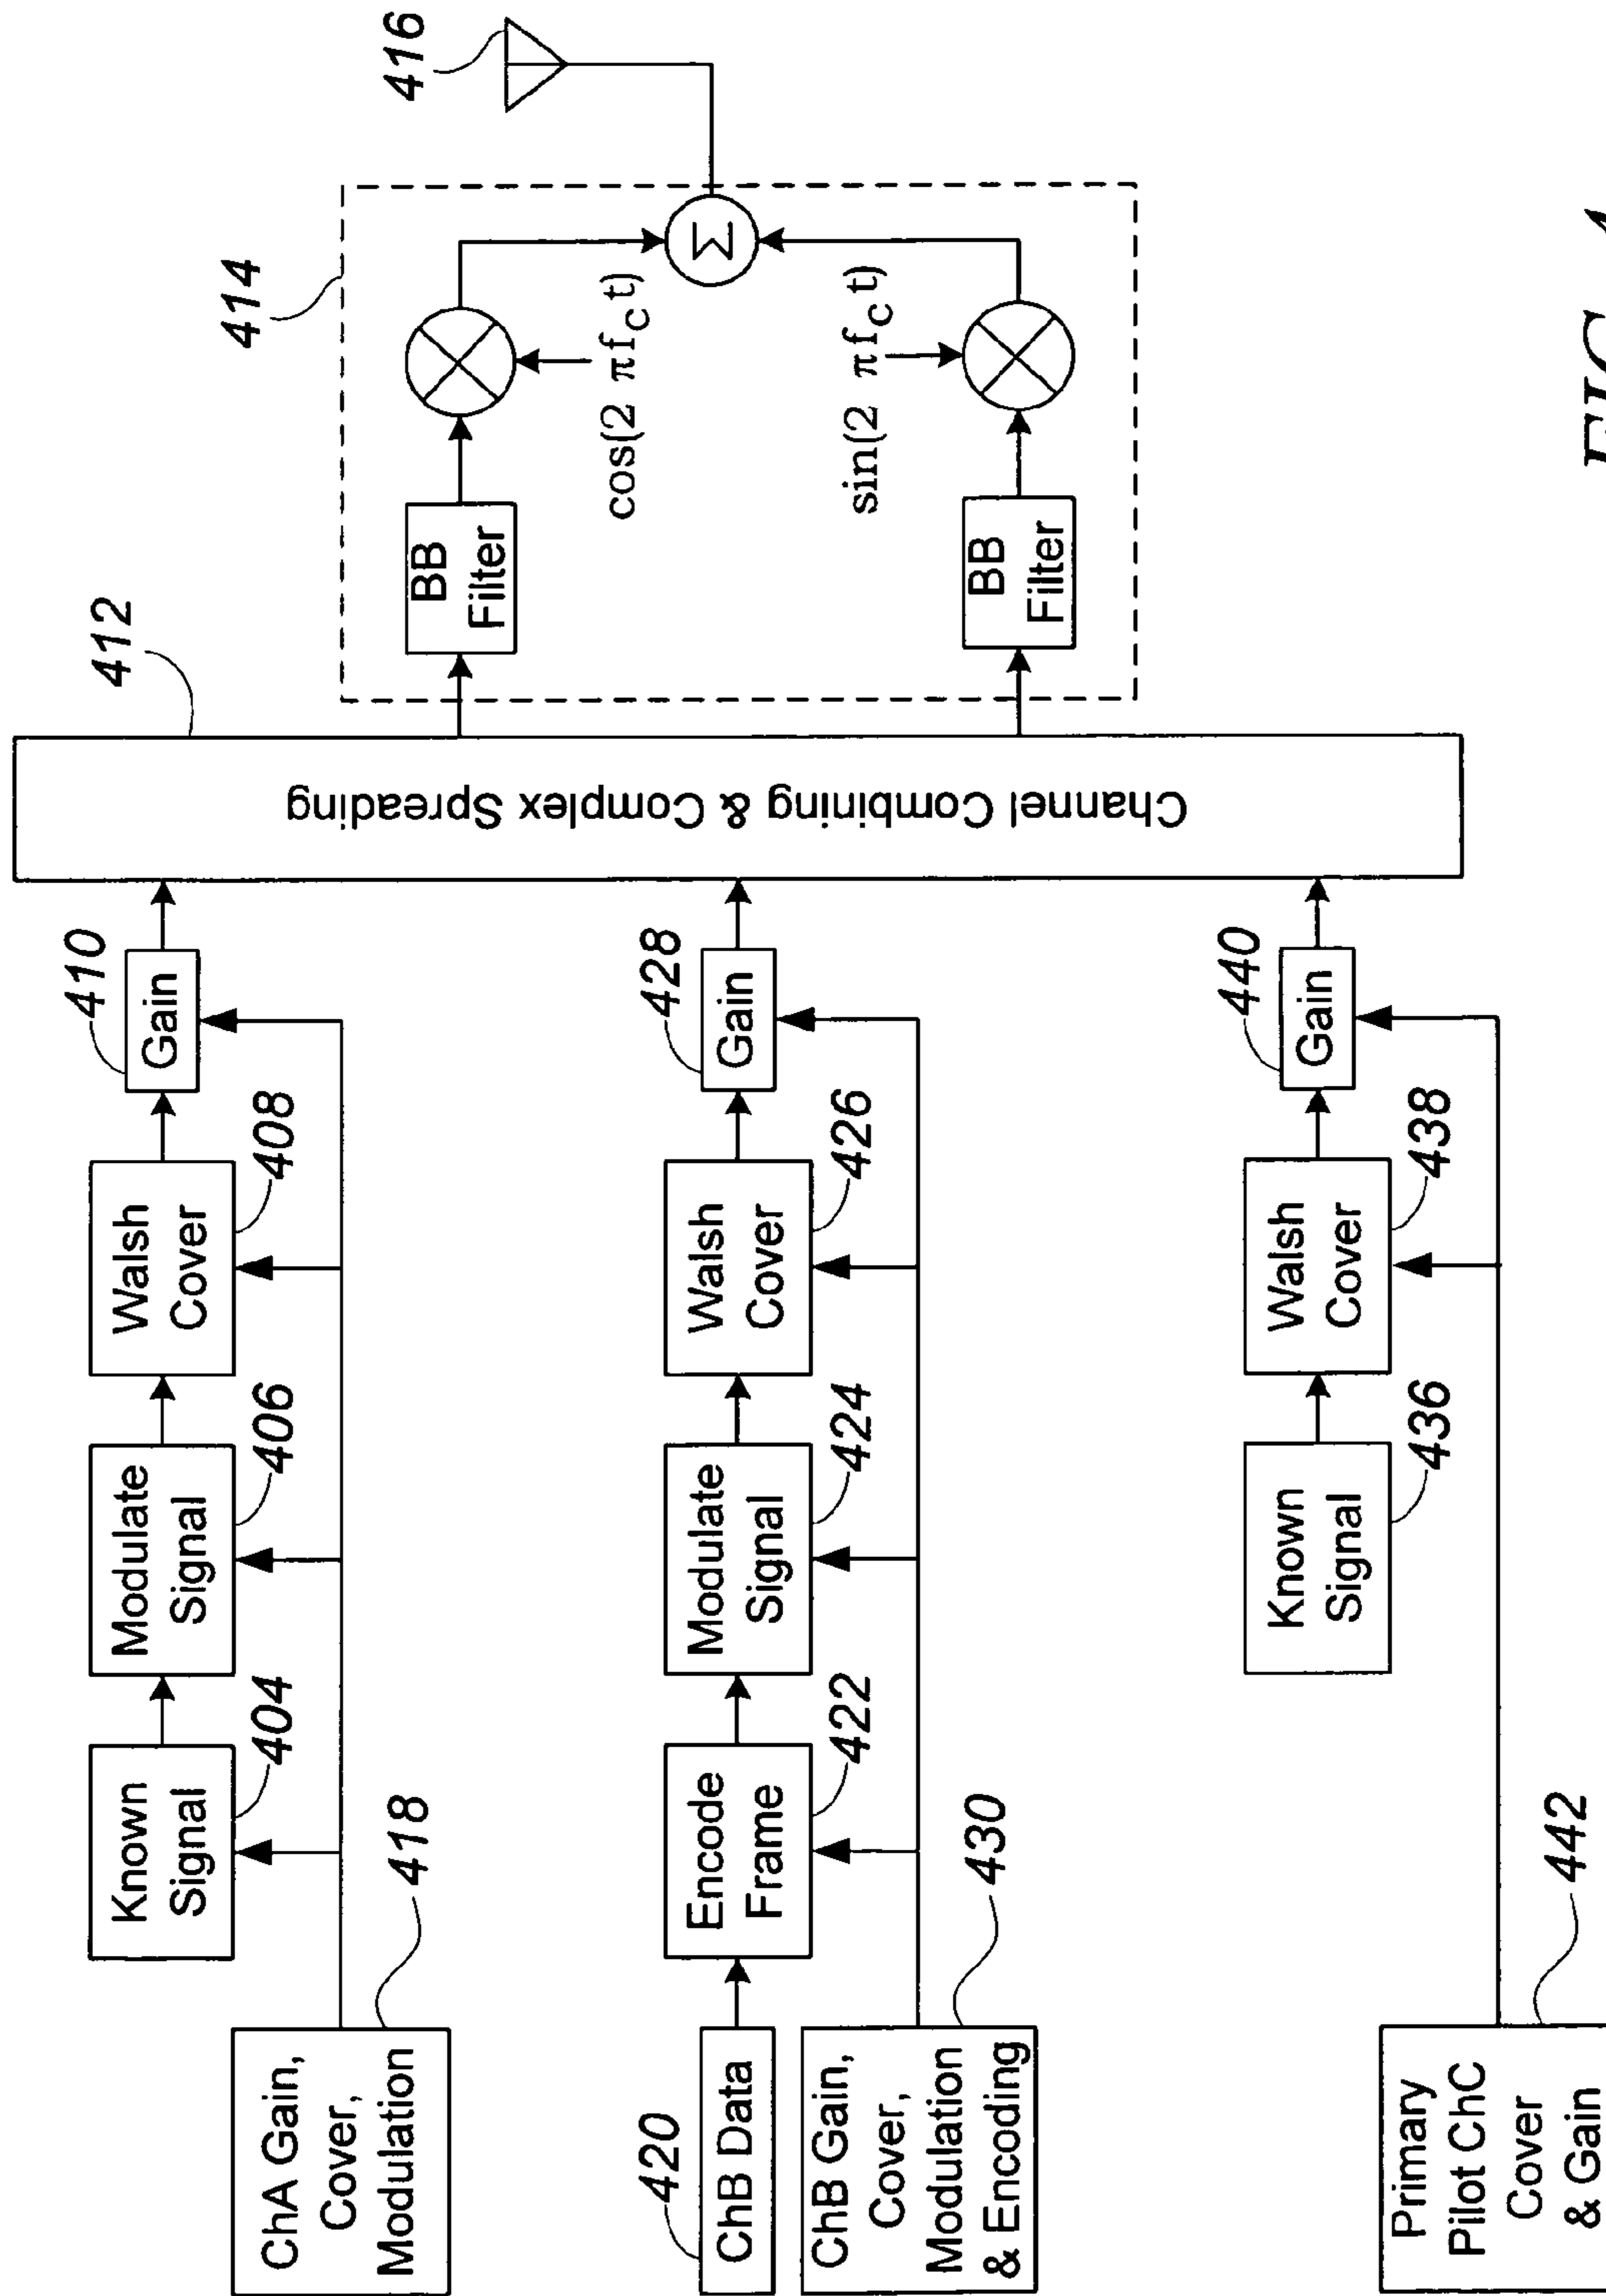 416
414
cos(2 πfct)
Σ
sin(2 πfct)
BB
Filter
BB
Filter
412
Channel Combining & Complex Spreading
410
Gain
428
Gain
440
Gain
Walsh
Cover
408
Walsh
Cover
426
Walsh
Cover
438
Modulate
Signal
406
Modulate
Signal
424
Known
Signal
436
Known
Signal
404
Encode
Frame
422
ChA Gain,
Cover,
Modulation
418
420
ChB Data
ChB Gain,
Cover,
Modulation
& Encoding
430
Primary
Pilot ChC
Cover
& Gain
442